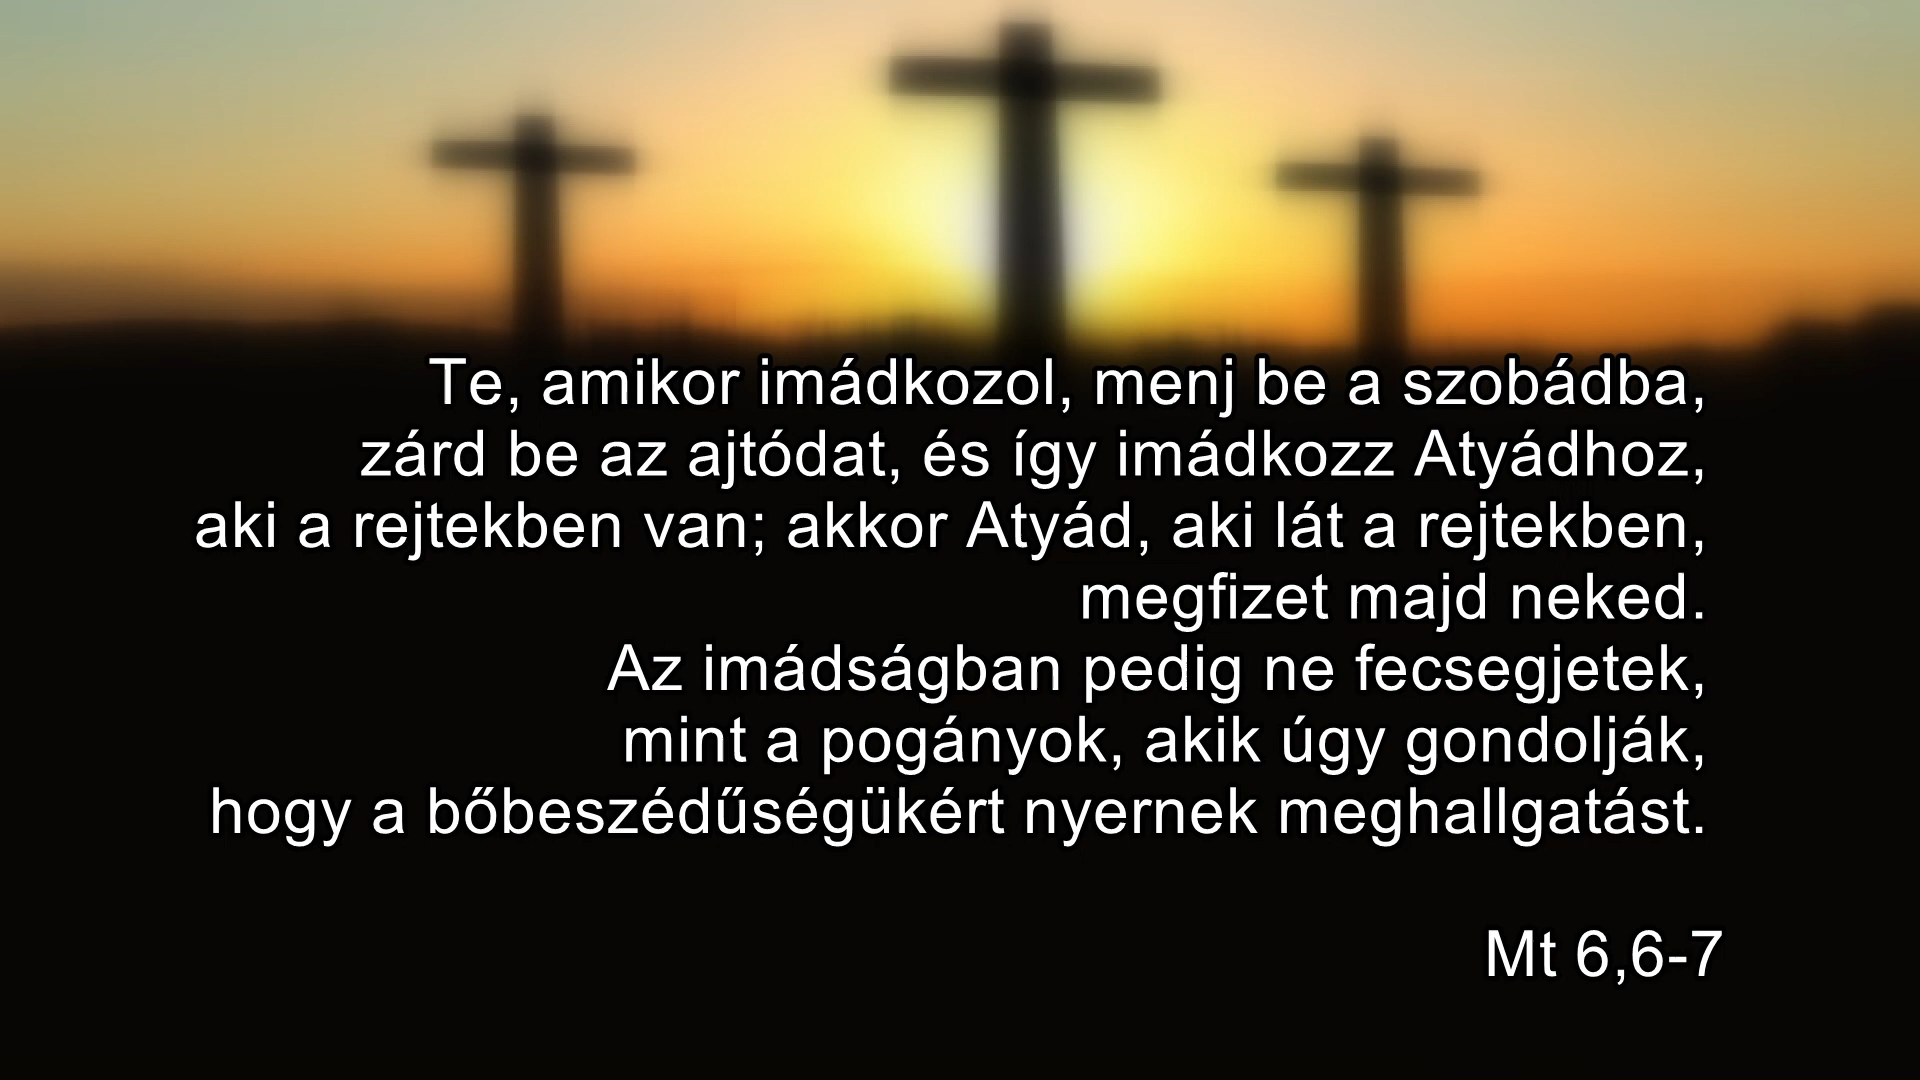 Te, amikor imádkozol, menj be a szobádba,
zárd be az ajtódat, és így imádkozz Atyádhoz,
aki a rejtekben van; akkor Atyád, aki lát a rejtekben,
megfizet majd neked.
Az imádságban pedig ne fecsegjetek,
mint a pogányok, akik úgy gondolják,
hogy a bőbeszédűségükért nyernek meghallgatást.
Mt 6,6-7